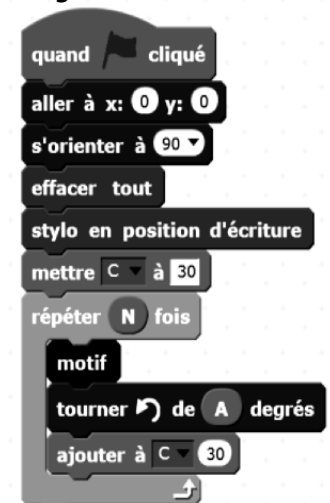 quand cliqué
aller à x: 0 y: 0
s'orienter à 90
effacer tout
stylo en position d'écriture
mettre C à 30
répéter N fois
motif
tourner de A degrés
ajouter à C 30